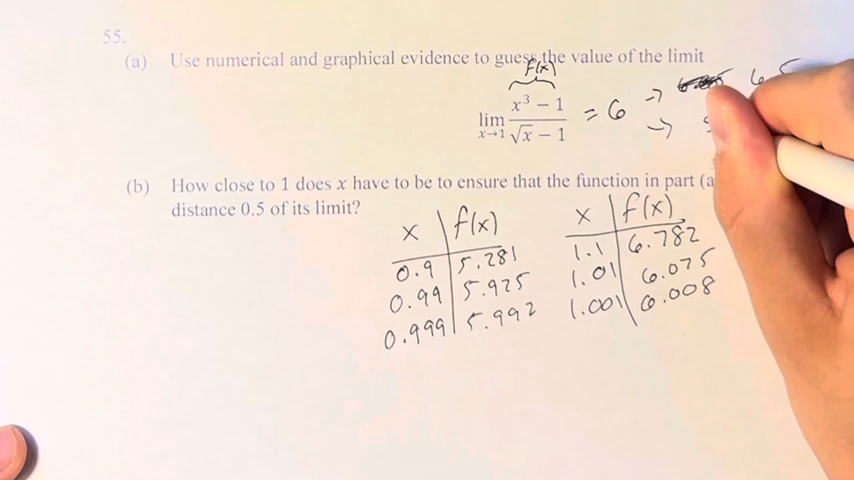 55.
(a) Use numerical and graphical evidence to guess the value of the limit
f(x)
lim x→1 x³ − 1 / √x − 1 = 6 → 6.5
→
(b) How close to 1 does x have to be to ensure that the function in part (a
distance 0.5 of its limit?
x f(x)
0.9 5.281
0.99 5.925
0.999 5.992
x f(x)
1.1 6.782
1.01 6.075
1.001 6.008